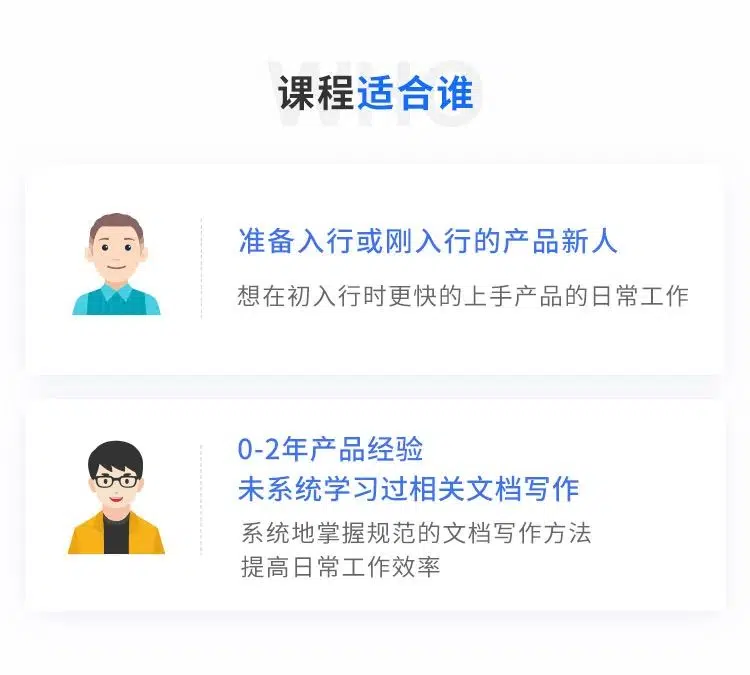 WHO
课程适合谁
准备入行或刚入行的产品新人
想在初入行时更快的上手产品的日常工作
0-2年产品经验
未系统学习过相关文档写作
系统地掌握规范的文档写作方法
提高日常工作效率